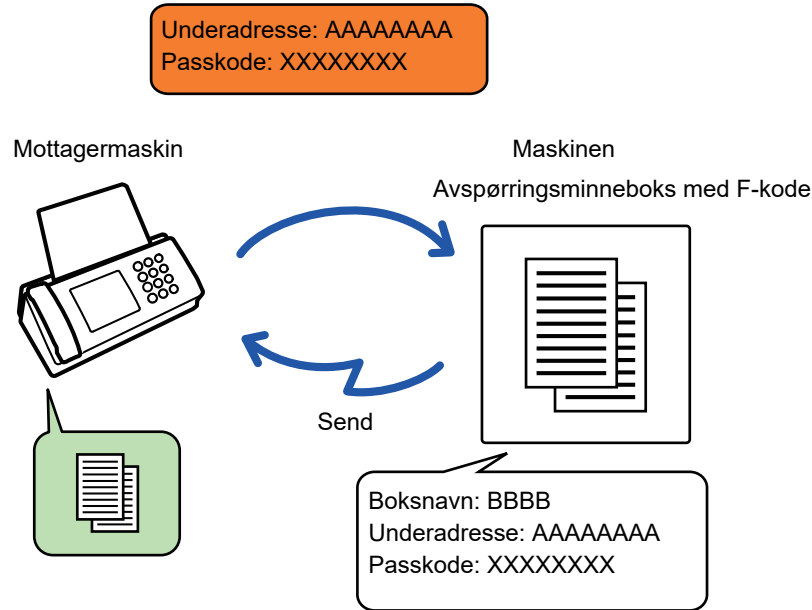 Underadresse: AAAAAAAA
Passkode: XXXXXXXX
Mottagermaskin
Maskinen
Avspørringsminneboks med F-kode
Send
Boksnavn: BBBB
Underadresse: AAAAAAAA
Passkode: XXXXXXXX